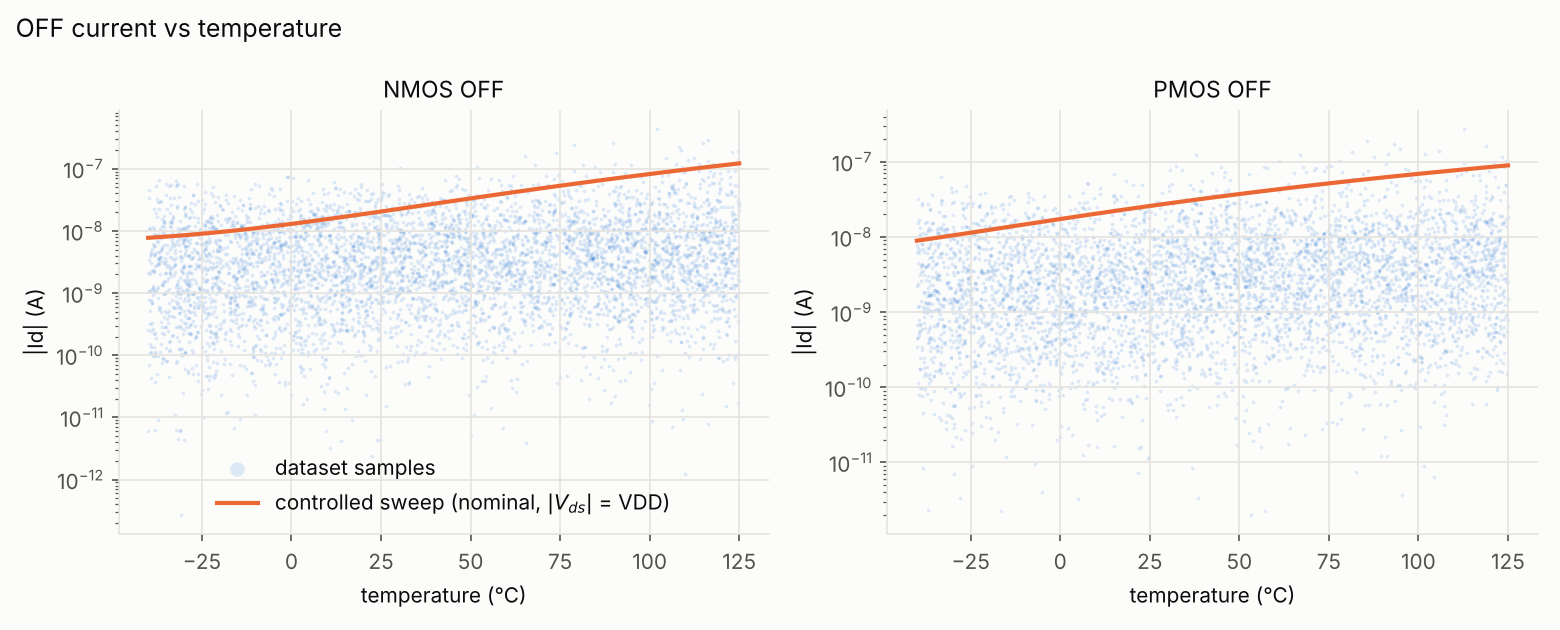 OFF current vs temperature
NMOS OFF
|Id| (A)
10⁻⁷
10⁻⁸
10⁻⁹
10⁻¹⁰
10⁻¹¹
10⁻¹²
dataset samples
controlled sweep (nominal, |V_ds| = VDD)
−25 0 25 50 75 100 125
temperature (°C)
PMOS OFF
|Id| (A)
10⁻⁷
10⁻⁸
10⁻⁹
10⁻¹⁰
10⁻¹¹
−25 0 25 50 75 100 125
temperature (°C)